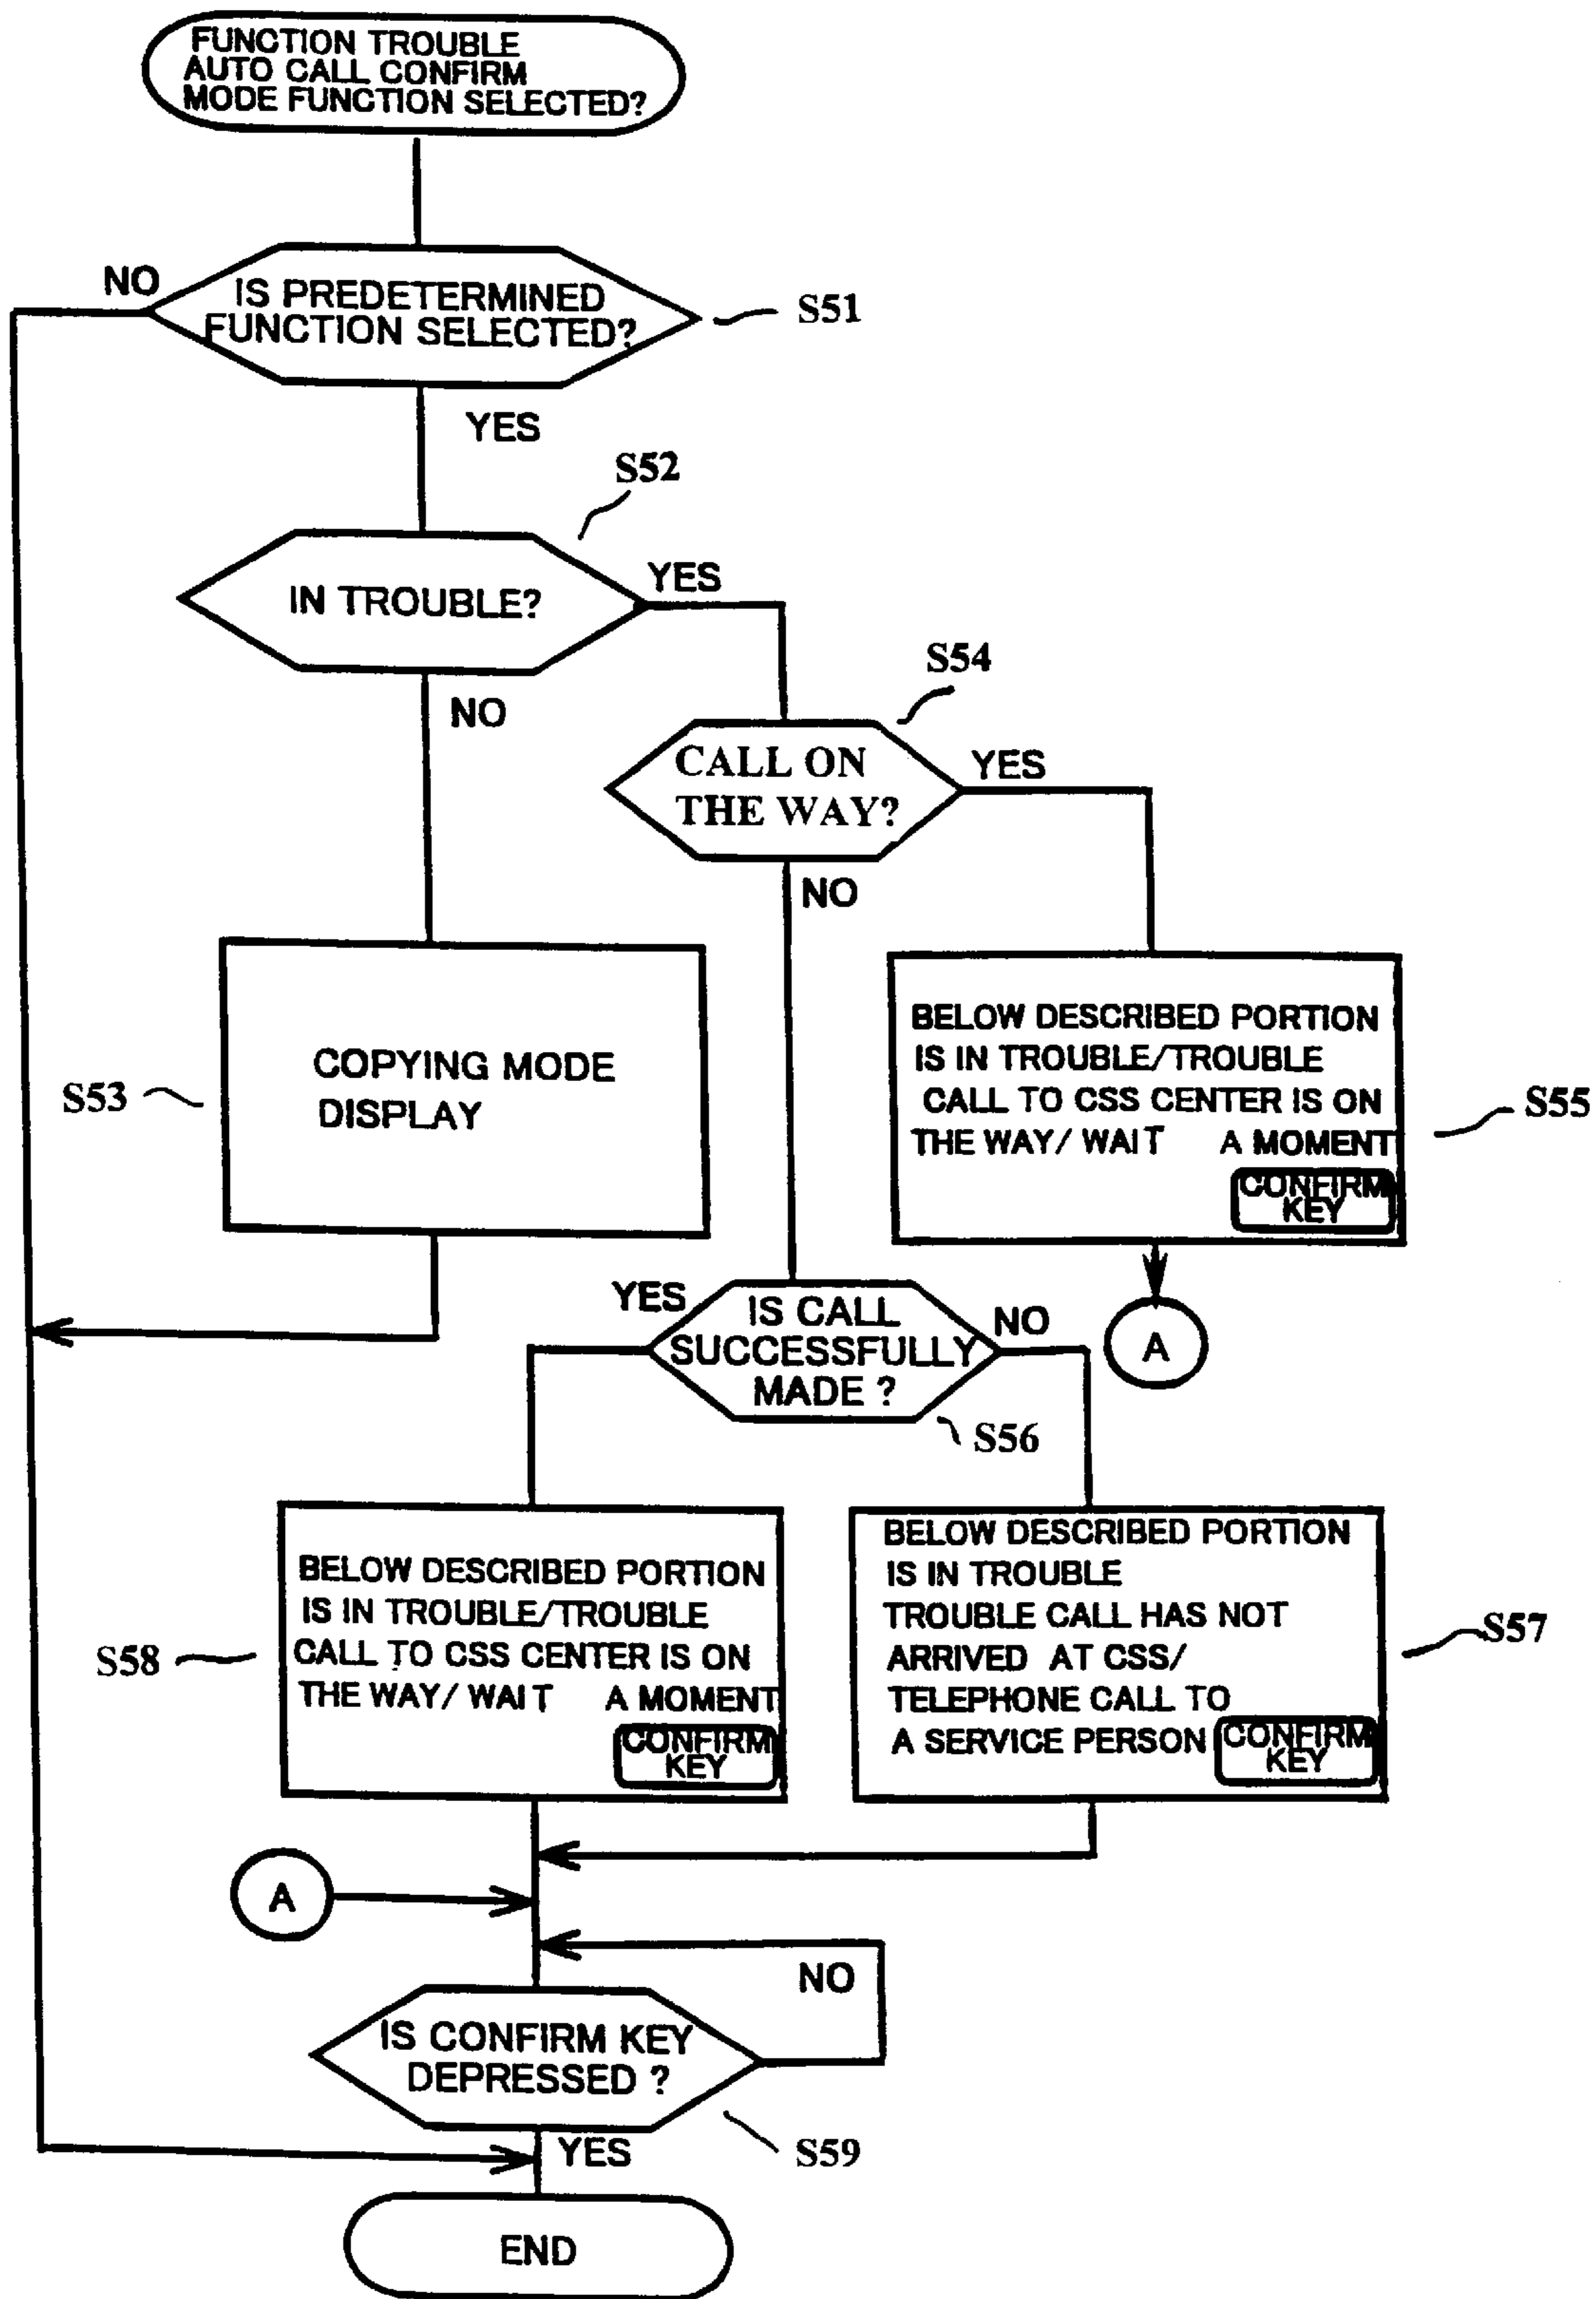 FUNCTION TROUBLE
AUTO CALL CONFIRM
MODE FUNCTION SELECTED?
NO
IS PREDETERMINED
FUNCTION SELECTED?
S51
YES
S52
IN TROUBLE?
YES
NO
S54
CALL ON
THE WAY?
YES
NO
COPYING MODE
DISPLAY
S53
BELOW DESCRIBED PORTION
IS IN TROUBLE/TROUBLE
CALL TO CSS CENTER IS ON
THE WAY/ WAIT A MOMENT
CONFIRM
KEY
S55
A
YES
IS CALL
SUCCESSFULLY
MADE ?
NO
S56
BELOW DESCRIBED PORTION
IS IN TROUBLE/TROUBLE
CALL TO CSS CENTER IS ON
THE WAY/ WAIT A MOMENT
CONFIRM
KEY
S58
BELOW DESCRIBED PORTION
IS IN TROUBLE
TROUBLE CALL HAS NOT
ARRIVED AT CSS/
TELEPHONE CALL TO
A SERVICE PERSON
CONFIRM
KEY
S57
A
NO
IS CONFIRM KEY
DEPRESSED ?
S59
YES
END